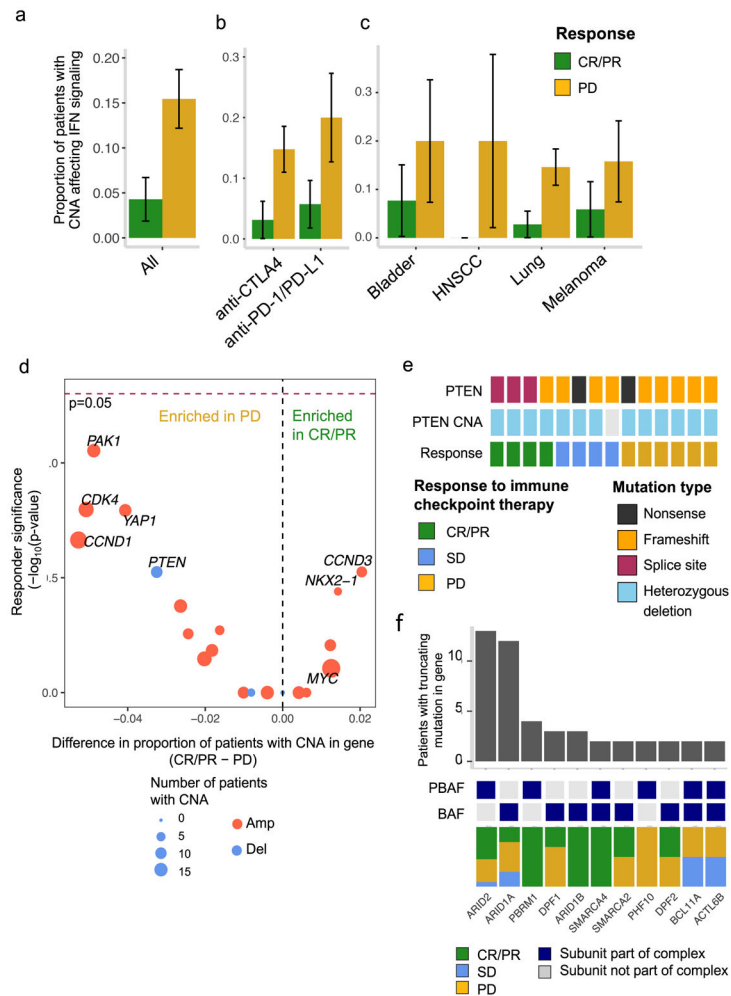 a
b
c
Response
CR/PR
PD
Proportion of patients with
CNA affecting IFN signaling
0.20
0.15
0.10
0.05
0.00
All
0.3
0.2
0.1
0.0
anti-CTLA4
anti-PD-1/PD-L1
0.3
0.2
0.1
0.0
Bladder
HNSCC
Lung
Melanoma
d
p=0.05
Enriched in PD
Enriched
in CR/PR
PAK1
CDK4
YAP1
CCND1
PTEN
CCND3
NKX2−1
MYC
Responder significance
(−log10(p-value)
.0
.5
0.0
−0.04
−0.02
0.00
0.02
Difference in proportion of patients with CNA in gene
(CR/PR − PD)
Number of patients
with CNA
0
5
10
15
Amp
Del
e
PTEN
PTEN CNA
Response
Response to immune
checkpoint therapy
CR/PR
SD
PD
Mutation type
Nonsense
Frameshift
Splice site
Heterozygous
deletion
f
Patients with truncating
mutation in gene
10
5
0
PBAF
BAF
ARID2
ARID1A
PBRM1
DPF1
ARID1B
SMARCA4
SMARCA2
PHF10
DPF2
BCL11A
ACTL6B
CR/PR
SD
PD
Subunit part of complex
Subunit not part of complex